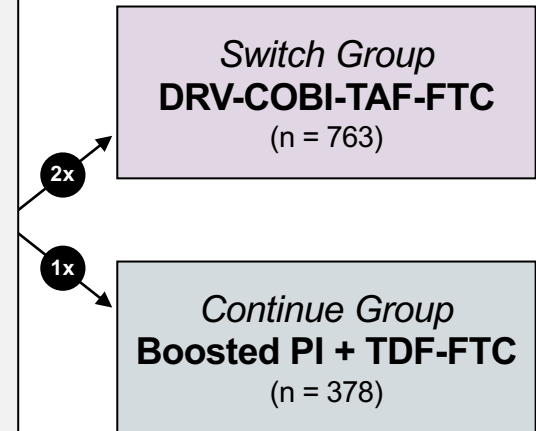 Switch Group
DRV-COBI-TAF-FTC
(n = 763)
2x
1x
Continue Group
Boosted PI + TDF-FTC
(n = 378)